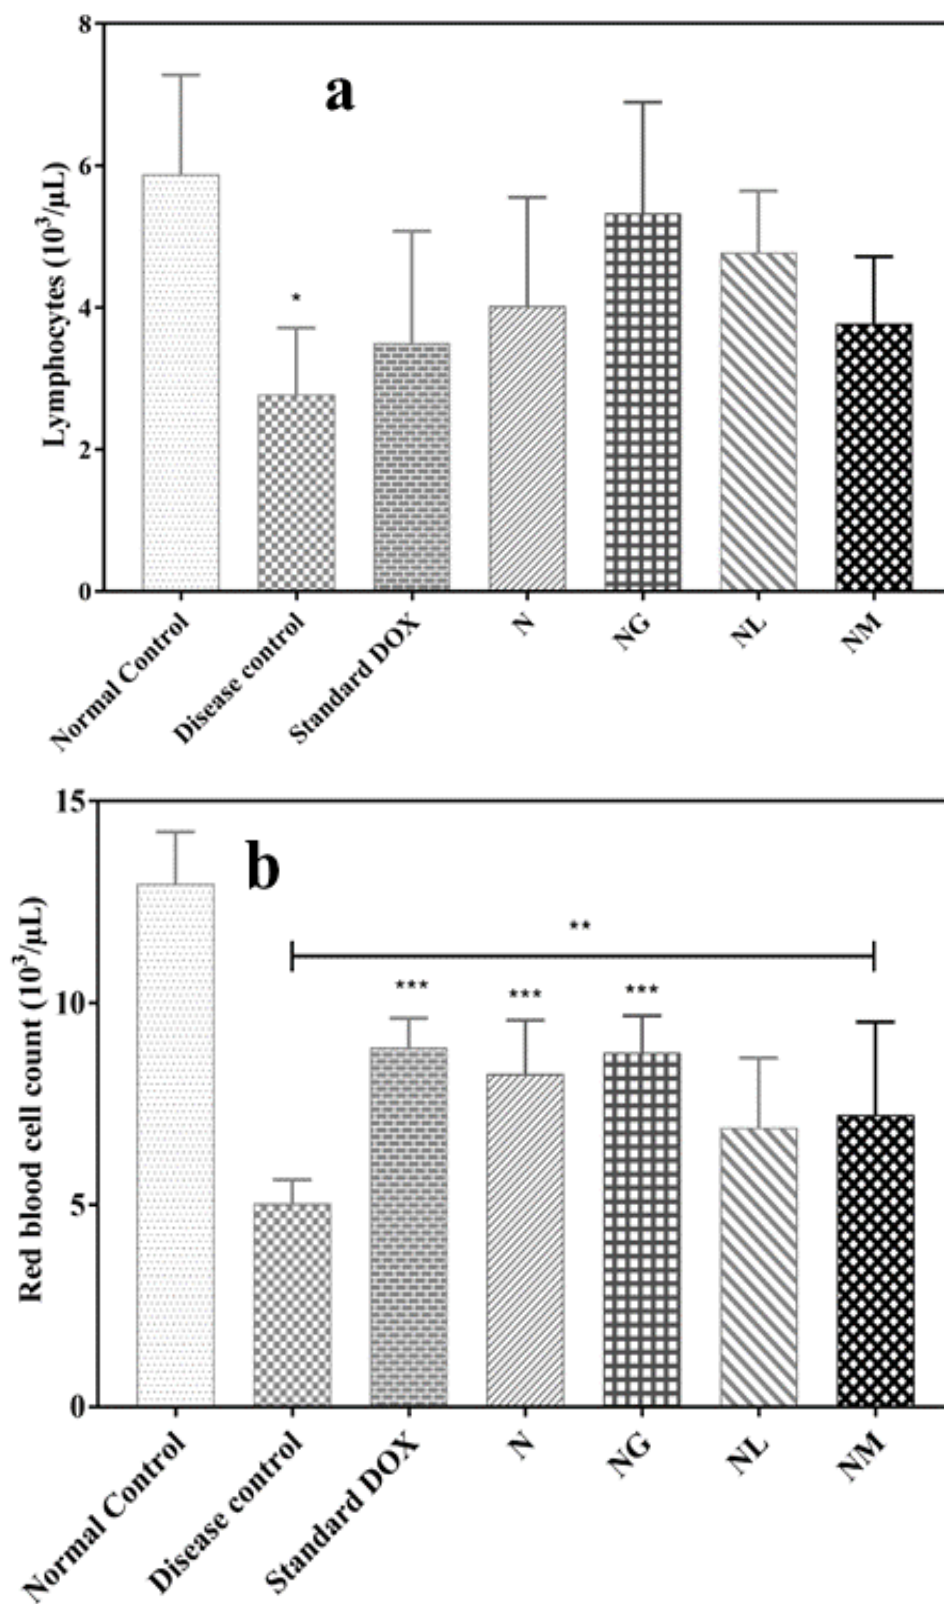 8
a
Lymphocytes (10³/µL)
6
4
2
0
*
Normal Control
Disease control
Standard DOX
N
NG
NL
NM
15
b
Red blood cell count (10³/µL)
**
10
***
***
***
5
0
Normal Control
Disease control
Standard DOX
N
NG
NL
NM